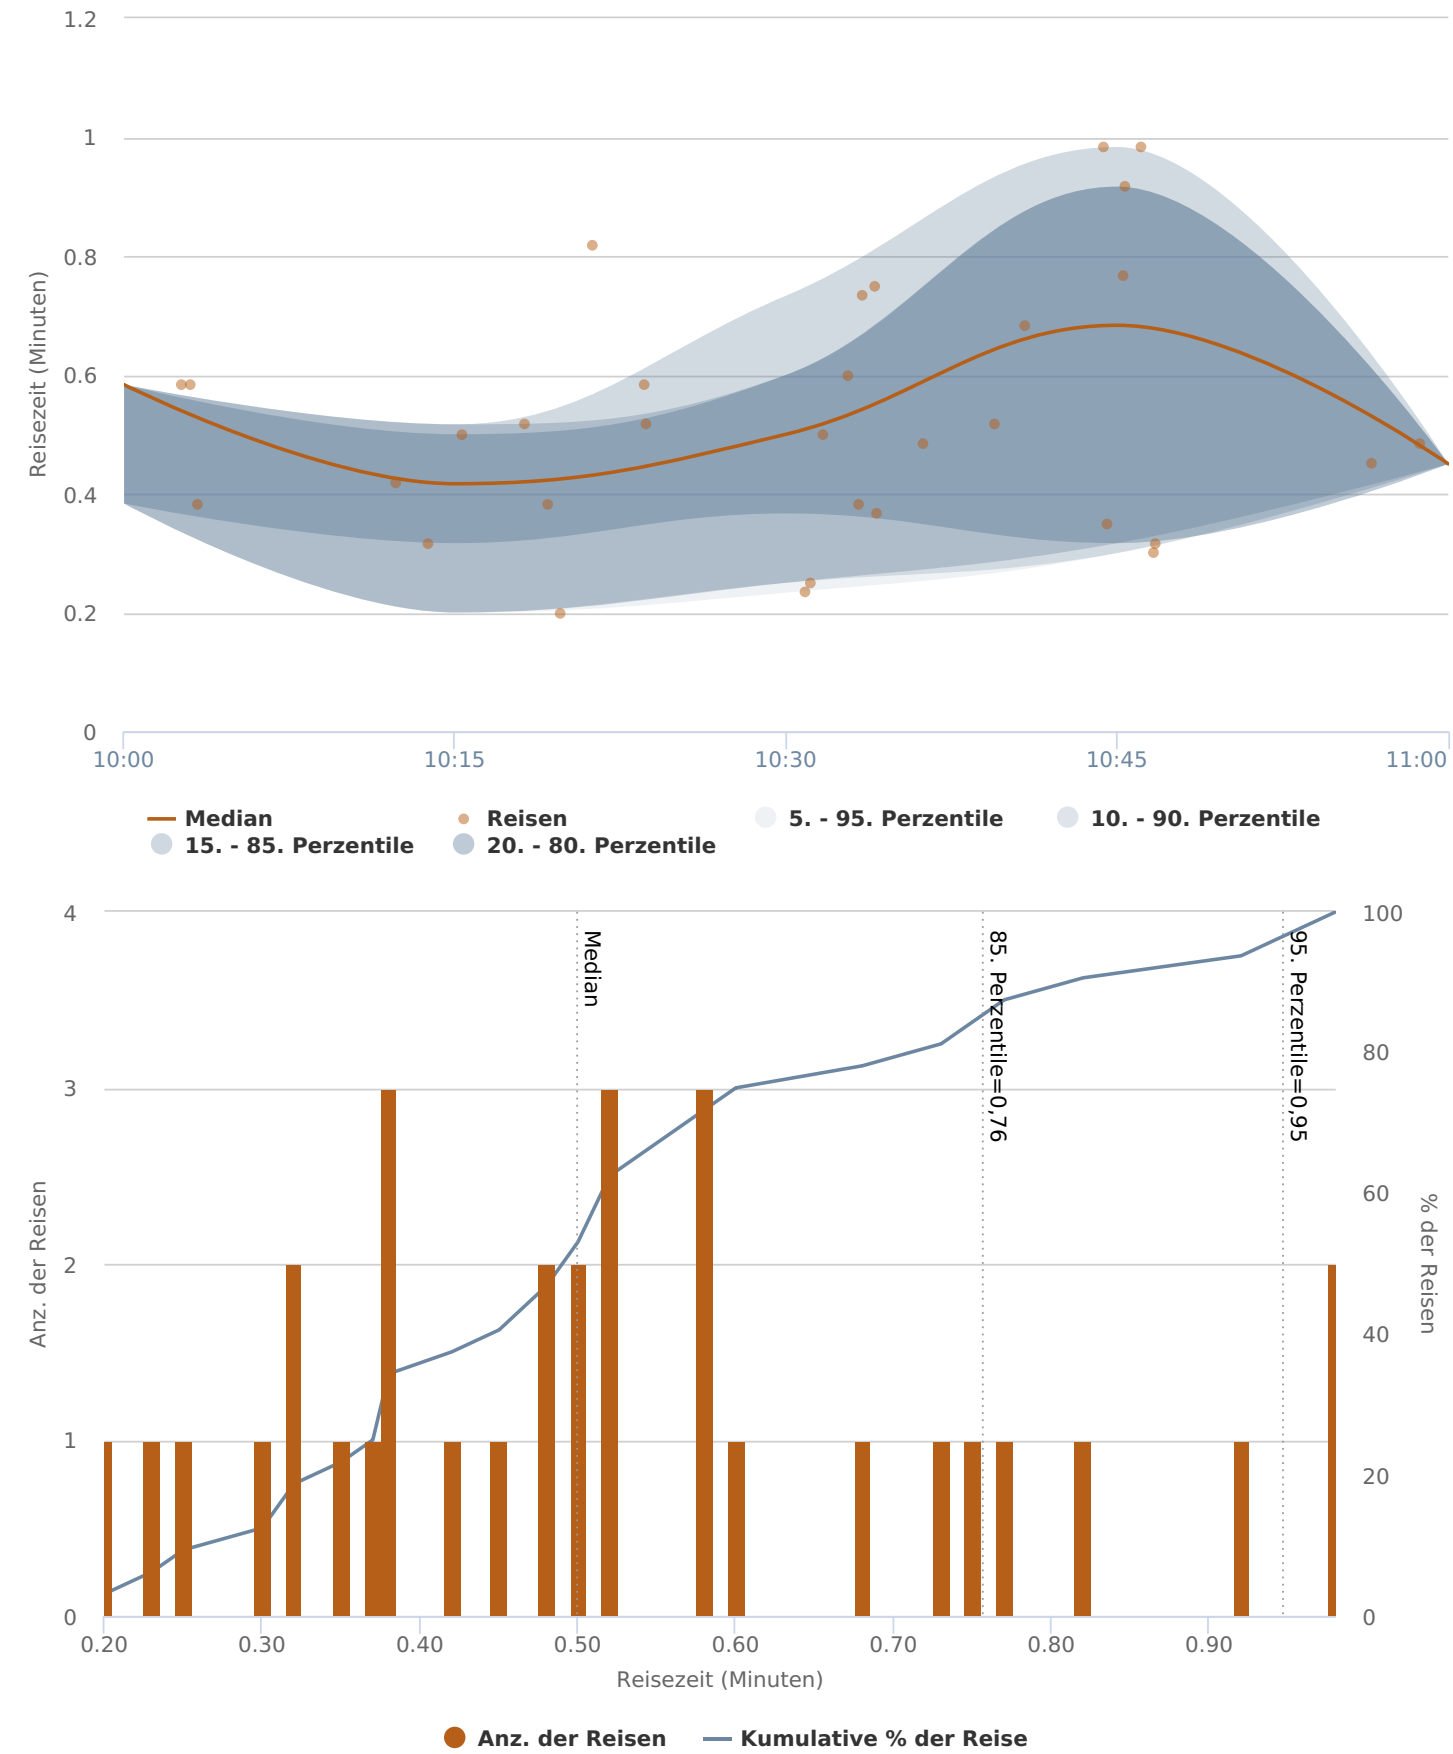 1.2
1
0.8
0.6
0.4
0.2
0
Reisezeit (Minuten)
10:00 10:15 10:30 10:45 11:00
Median Reisen 5. - 95. Perzentile 10. - 90. Perzentile
15. - 85. Perzentile 20. - 80. Perzentile
4
3
2
1
0
Anz. der Reisen
Median
85. Perzentile=0,76
95. Perzentile=0,95
100
80
60
40
20
0
% der Reisen
0.20 0.30 0.40 0.50 0.60 0.70 0.80 0.90
Reisezeit (Minuten)
Anz. der Reisen Kumulative % der Reise